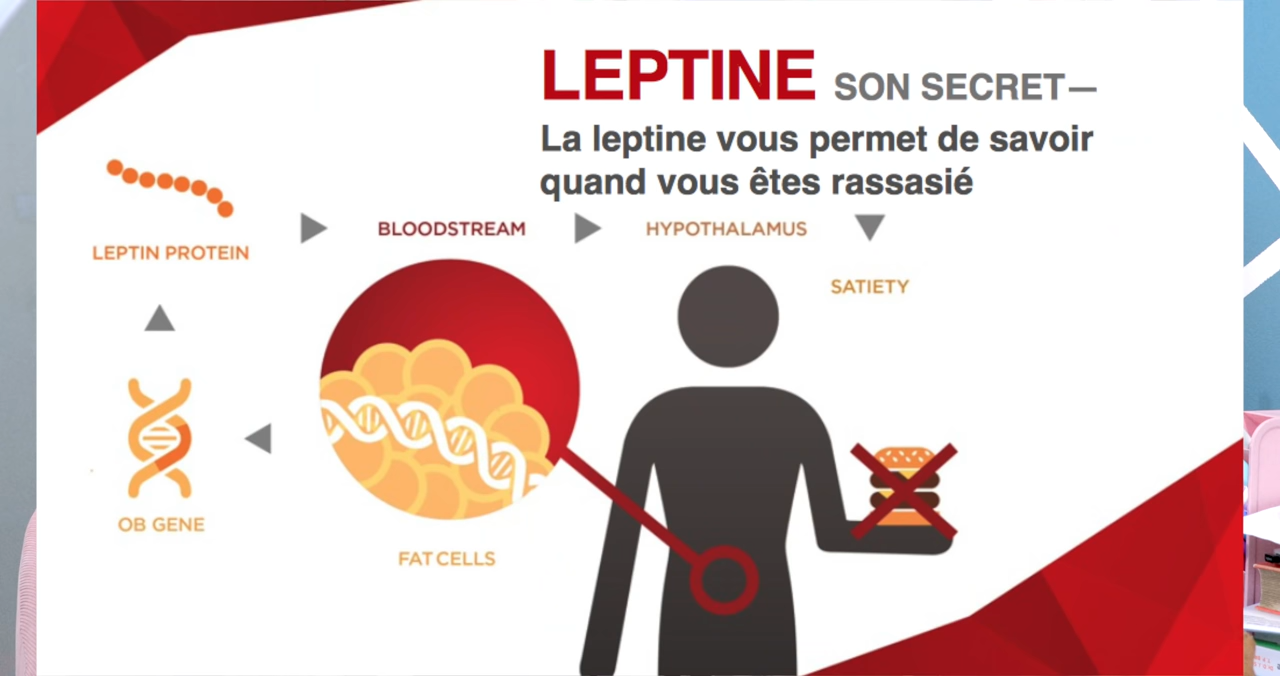 LEPTINE SON SECRET—
La leptine vous permet de savoir
quand vous êtes rassasié
LEPTIN PROTEIN
BLOODSTREAM
HYPOTHALAMUS
SATIETY
OB GENE
FAT CELLS